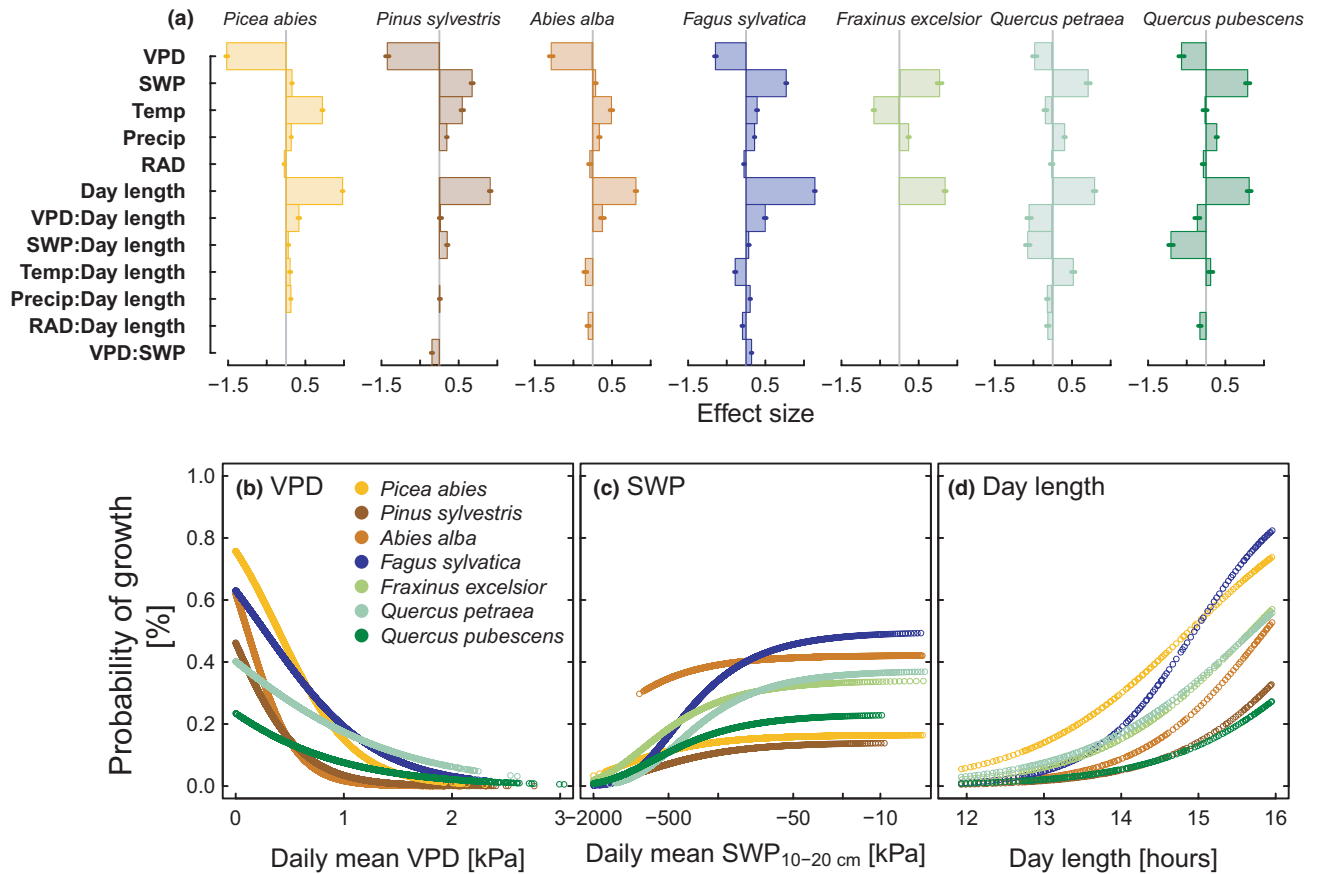 (a) Picea abies Pinus sylvestris Abies alba Fagus sylvatica Fraxinus excelsior Quercus petraea Quercus pubescens
VPD
SWP
Temp
Precip
RAD
Day length
VPD:Day length
SWP:Day length
Temp:Day length
Precip:Day length
RAD:Day length
VPD:SWP
−1.5 0.5 −1.5 0.5 −1.5 0.5 −1.5 0.5 −1.5 0.5 −1.5 0.5 −1.5 0.5
Effect size
Probability of growth
[%]
1.0
0.8
0.6
0.4
0.2
0.0
(b) VPD
Picea abies
Pinus sylvestris
Abies alba
Fagus sylvatica
Fraxinus excelsior
Quercus petraea
Quercus pubescens
0 1 2 3
Daily mean VPD [kPa]
(c) SWP
−2000 −500 −50 −10
Daily mean SWP10−20 cm [kPa]
(d) Day length
12 13 14 15 16
Day length [hours]